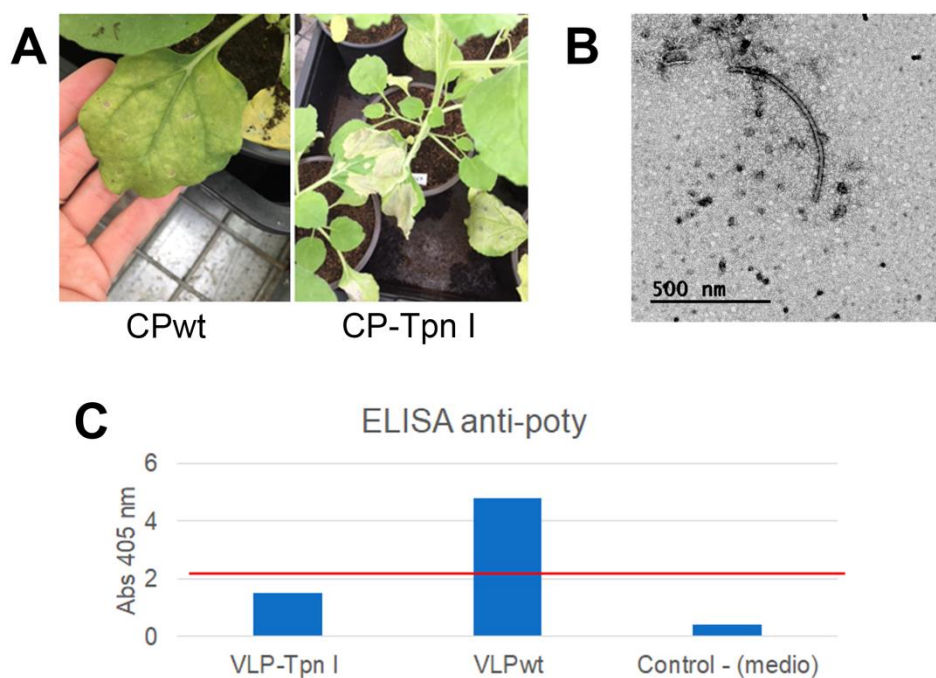 A
B
CPwt
CP-Tpn I
500 nm
C
ELISA anti-poty
Abs 405 nm
6
4
2
0
VLP-Tpn I
VLPwt
Control - (medio)